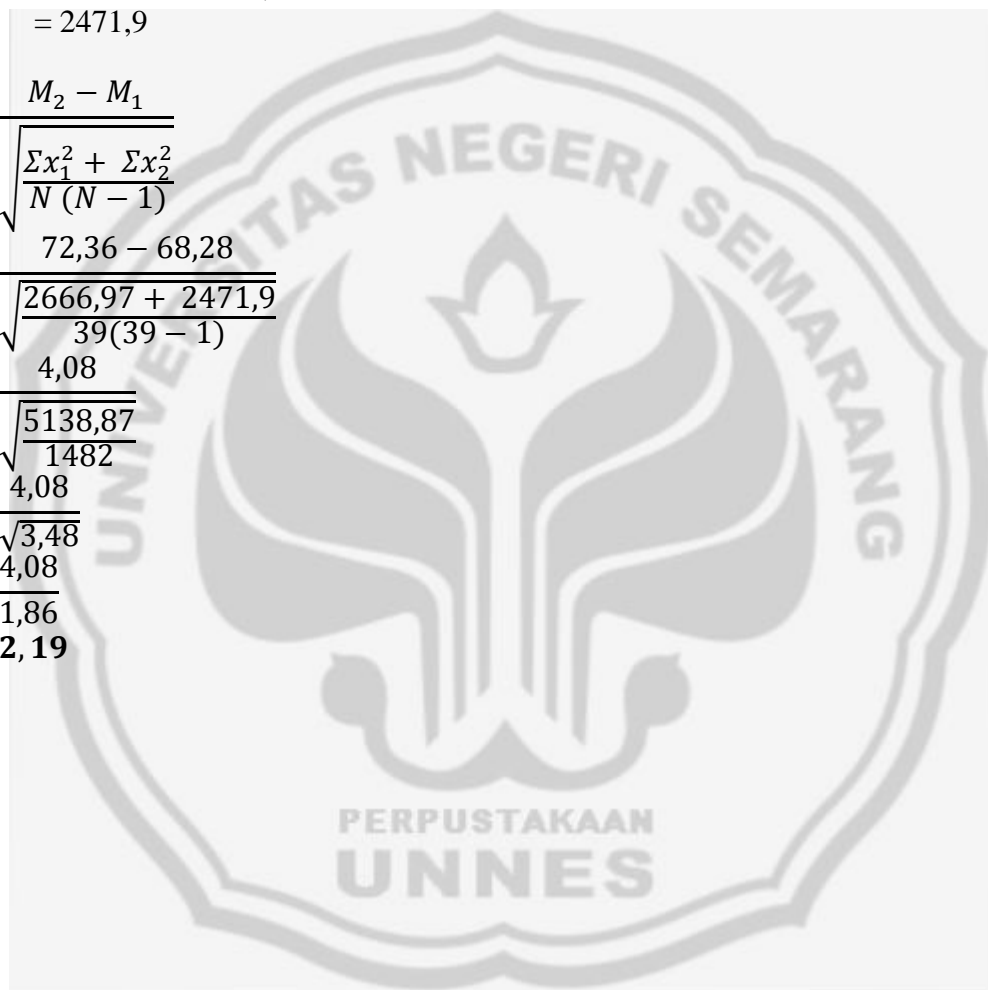 = 2471,9
M₂ − M₁
√
Σx₁² + Σx₂²
N (N − 1)
72,36 − 68,28
√
2666,97 + 2471,9
39(39 − 1)
4,08
√
5138,87
1482
4,08
√3,48
4,08
1,86
2,19
UNIVERSITAS NEGERI SEMARANG
PERPUSTAKAAN
UNNES